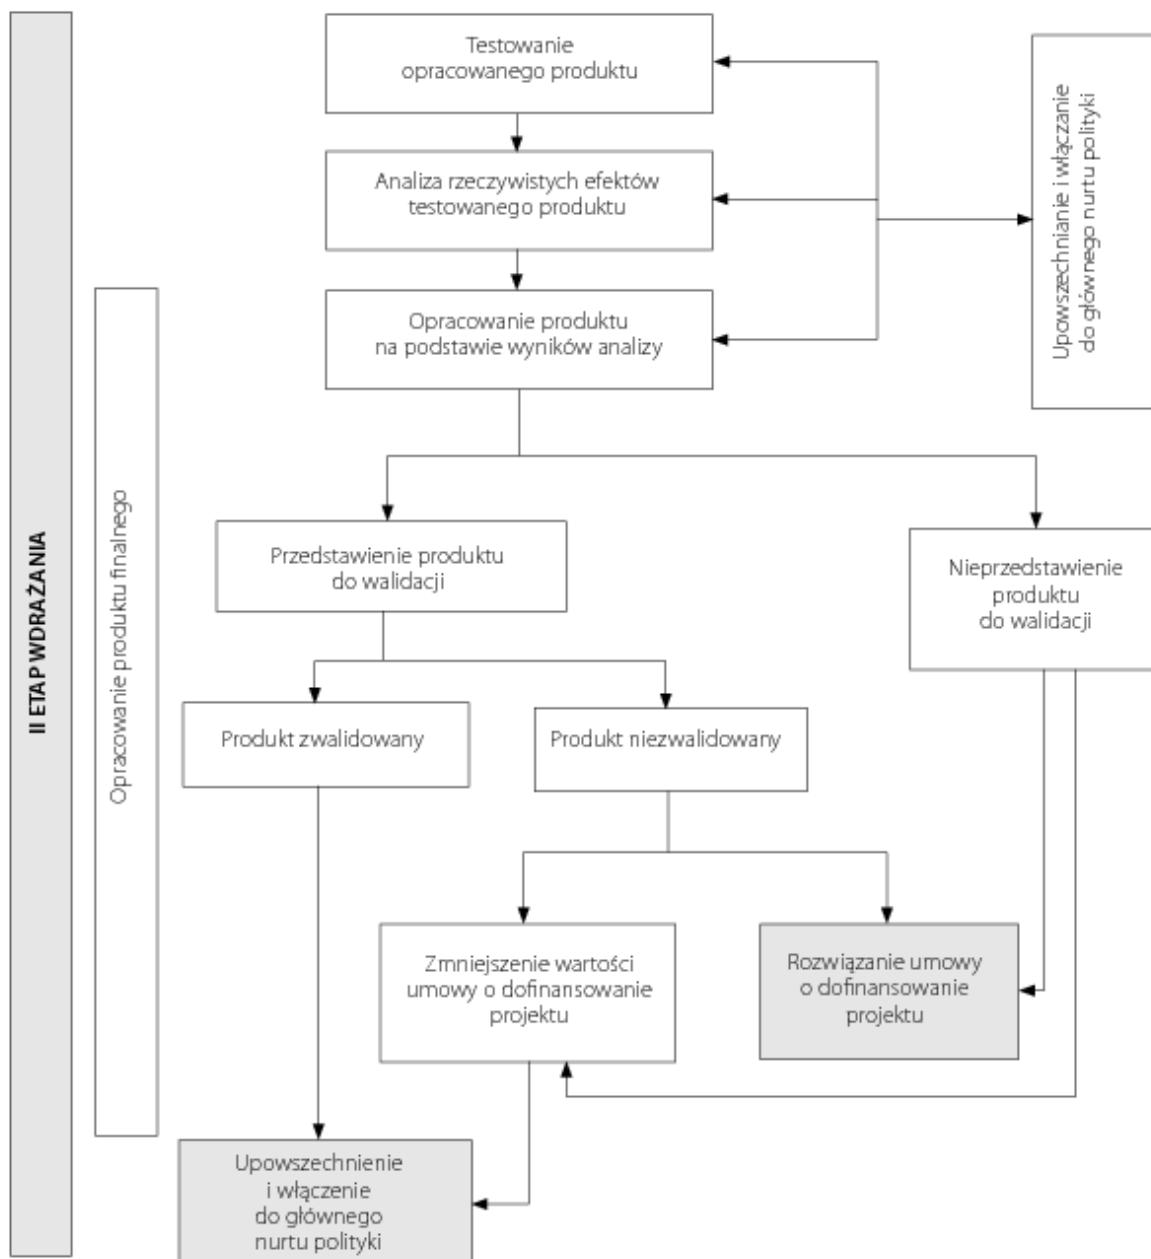 Testowanie
opracowanego produktu
Upowszechnianie i włączanie
do głównego nurtu polityki
Analiza rzeczywistych efektów
testowanego produktu
Opracowanie produktu
na podstawie wyników analizy
II ETAP WDRAŻANIA
Opracowanie produktu finalnego
Przedstawienie produktu
do walidacji
Nieprzedstawienie
produktu
do walidacji
Produkt zwalidowany
Produkt niezwalidowany
Zmniejszenie wartości
umowy o dofinansowanie
projektu
Rozwiązanie umowy
o dofinansowanie
projektu
Upowszechnienie
i włączenie
do głównego
nurtu polityki